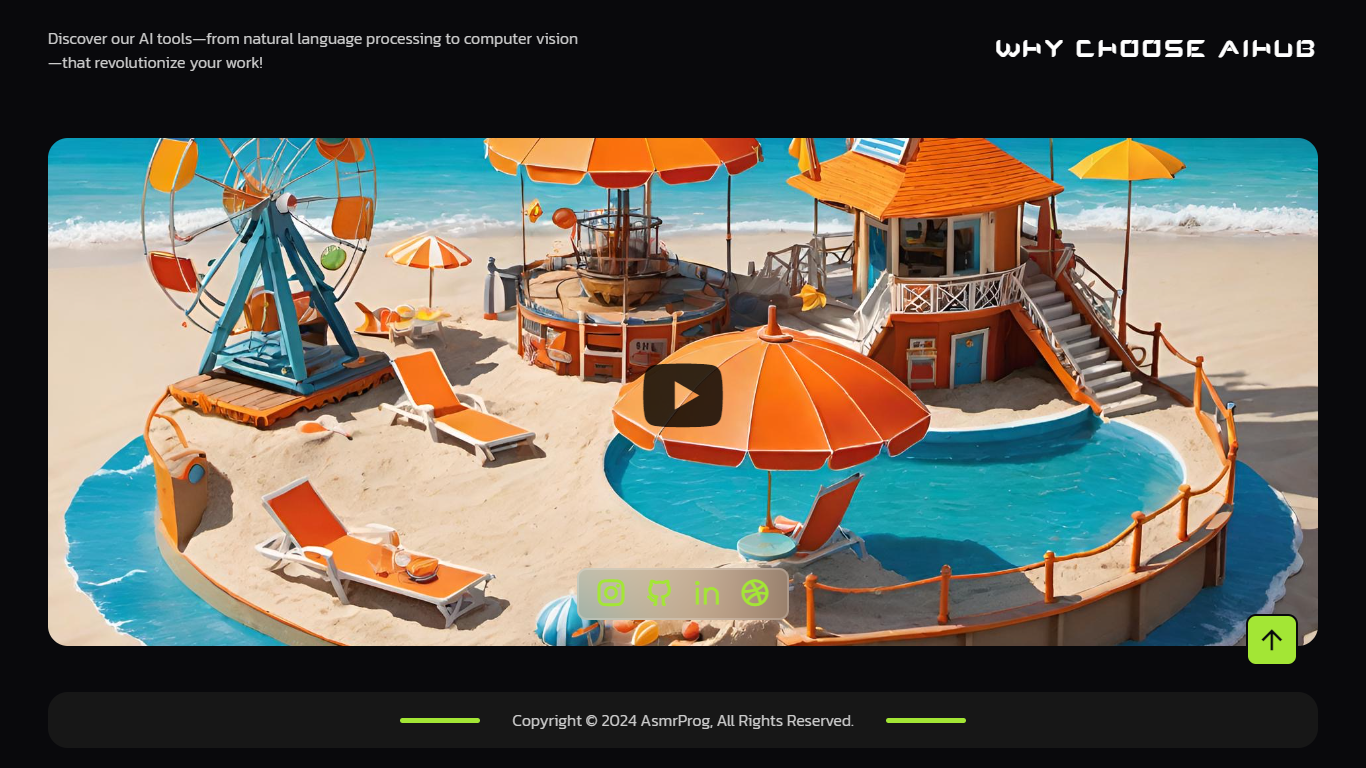 Discover our AI tools—from natural language processing to computer vision
—that revolutionize your work!
WHY CHOOSE AIHUB
in
Copyright © 2024 AsmrProg, All Rights Reserved.